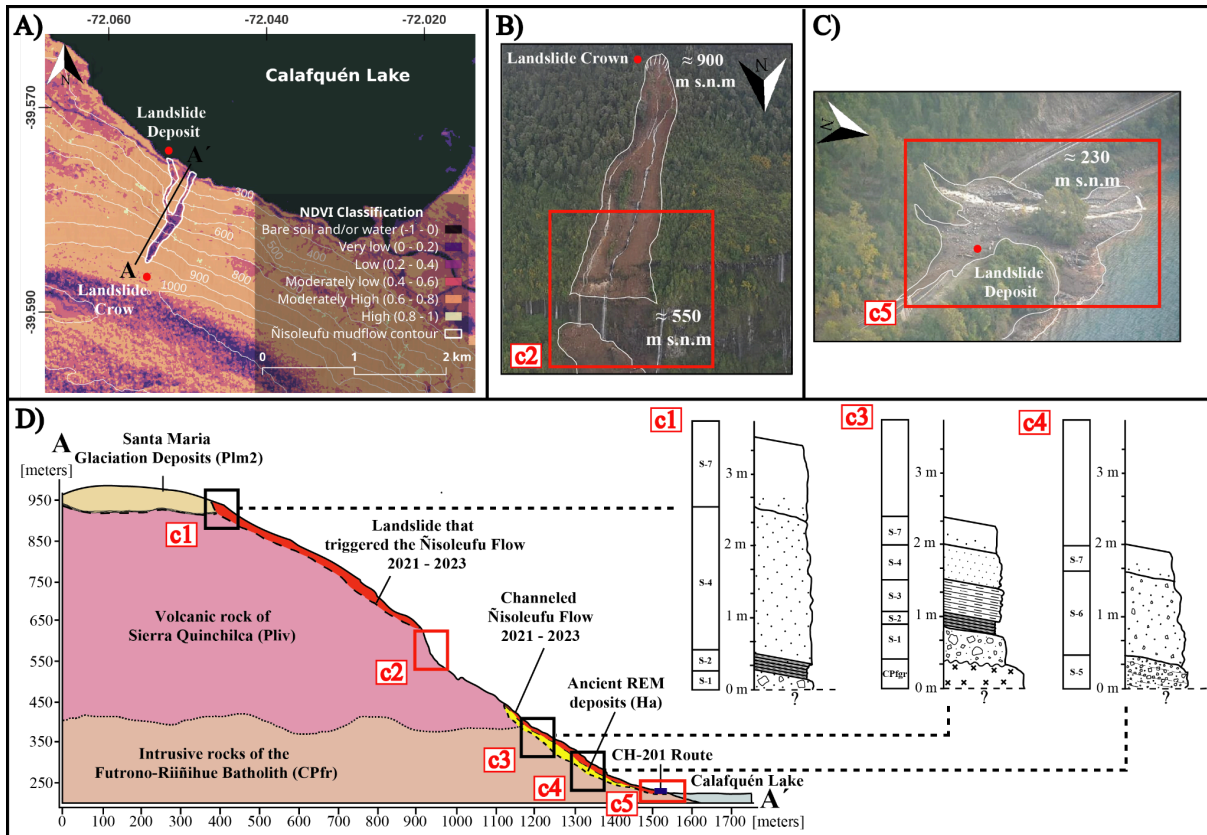 A)
-72.060
-72.040
-72.020
N
Calafquén Lake
-39.570
-39.590
Landslide
Deposit
A´
A
Landslide
Crow
300
600
800
900
1000
NDVI Classification
Bare soil and/or water (-1 - 0)
Very low (0 - 0.2)
Low (0.2 - 0.4)
Moderately low (0.4 - 0.6)
Moderately High (0.6 - 0.8)
High (0.8 - 1)
Ñisoleufu mudflow contour
0 1 2 km
B)
Landslide Crown
≈ 900
m s.n.m
N
≈ 550
m s.n.m
c2
C)
N
≈ 230
m s.n.m
Landslide
Deposit
c5
D)
A
[meters]
950
850
750
650
550
450
350
250
Santa Maria
Glaciation Deposits (Plm2)
c1
Landslide that
triggered the Ñisoleufu Flow
2021 - 2023
Volcanic rock of
Sierra Quinchilca (Pliv)
c2
Channeled
Ñisoleufu Flow
2021 - 2023
Ancient REM
deposits (Ha)
c3
CH-201 Route
c4
Intrusive rocks of the
Futrono-Riiñihue Batholith (CPfr)
c5
Calafquén Lake
A´
0 100 200 300 400 500 600 700 800 900 1000 1100 1200 1300 1400 1500 1600 1700 [meters]
c1
S-7
S-4
S-2
S-1
3 m
2 m
1 m
0 m
?
c3
S-7
S-4
S-3
S-2
S-1
CPfgr
3 m
2 m
1 m
0 m
?
c4
S-7
S-6
S-5
3 m
2 m
1 m
0 m
?